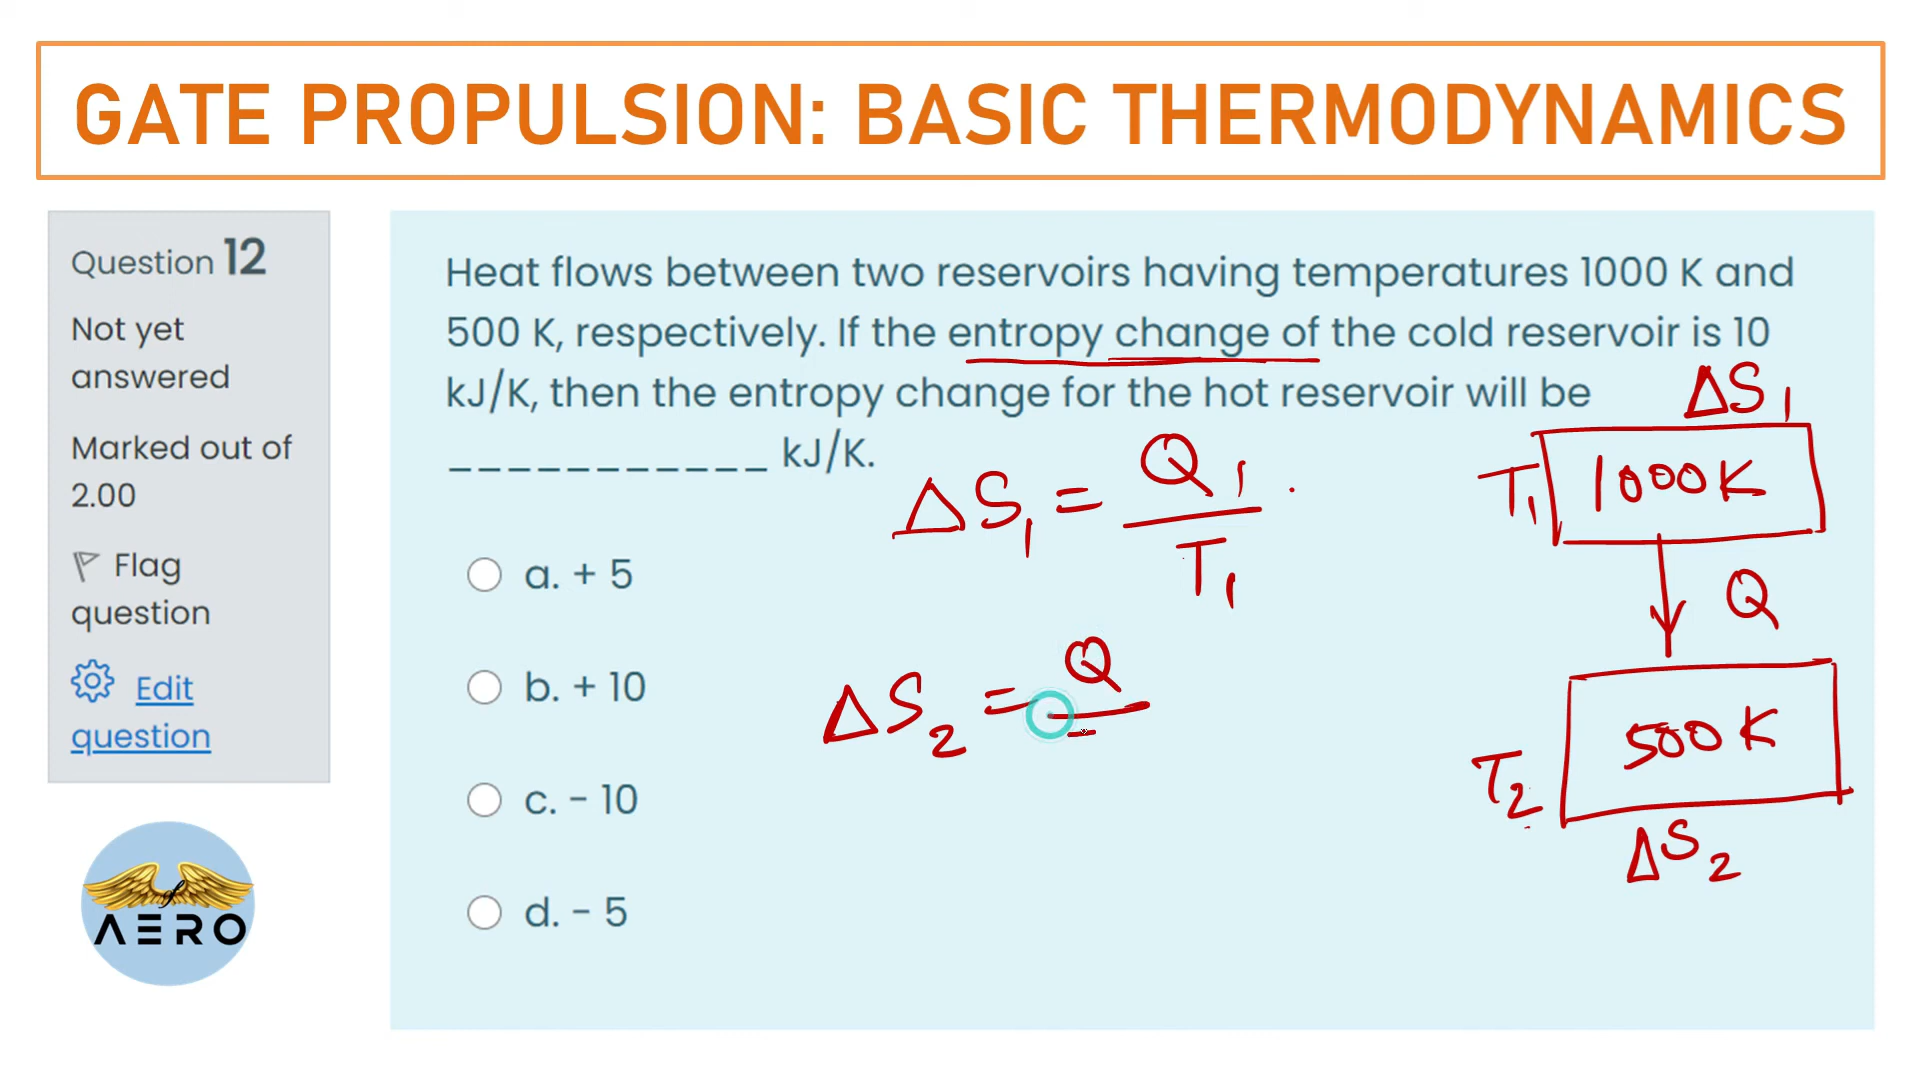 GATE PROPULSION: BASIC THERMODYNAMICS
Question 12
Not yet
answered
Marked out of
2.00
Flag
question
Edit
question
of
AERO
Heat flows between two reservoirs having temperatures 1000 K and
500 K, respectively. If the entropy change of the cold reservoir is 10
kJ/K, then the entropy change for the hot reservoir will be
___________ kJ/K.
a. + 5
b. + 10
c. - 10
d. - 5
ΔS₁ = Q₁ / T₁
ΔS₂ = Q
ΔS₁
T₁ 1000 K
Q
T₂ 500 K
ΔS₂